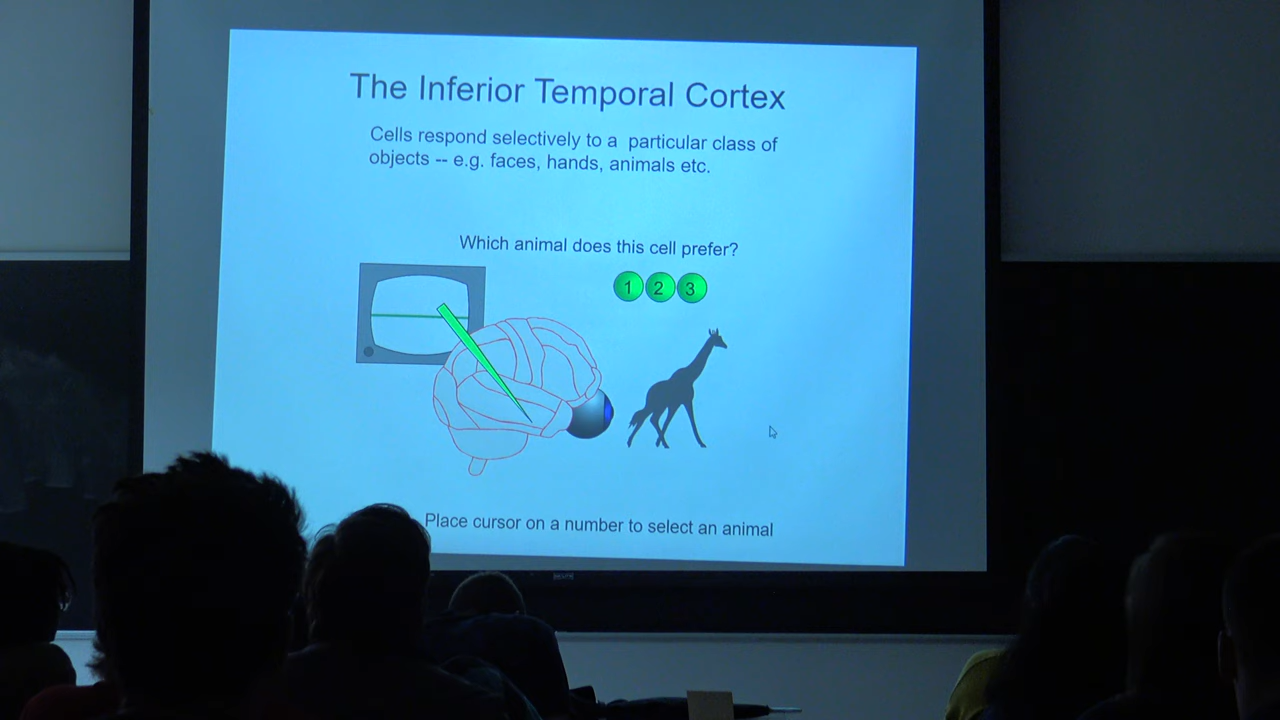 The Inferior Temporal Cortex
Cells respond selectively to a particular class of
objects -- e.g. faces, hands, animals etc.
Which animal does this cell prefer?
1 2 3
Place cursor on a number to select an animal